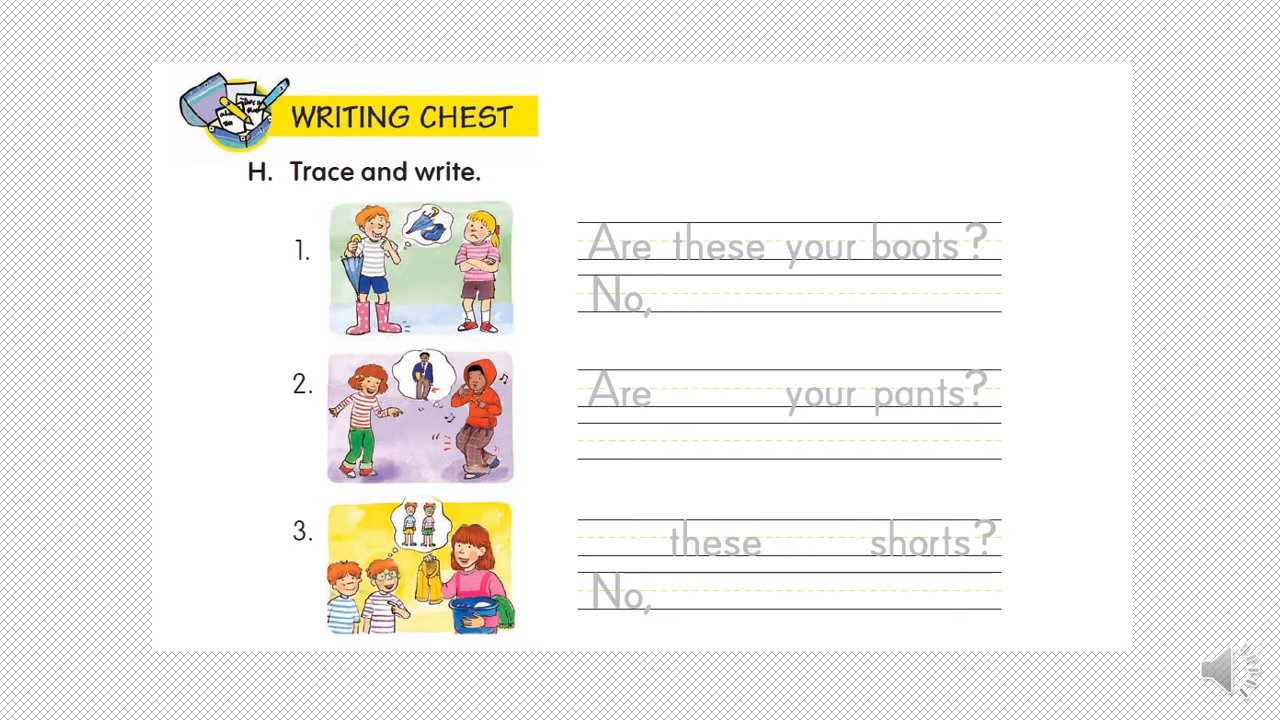 WRITING CHEST
H. Trace and write.
1.
Are these your boots?
No,
2.
Are your pants?
3.
these shorts?
No,